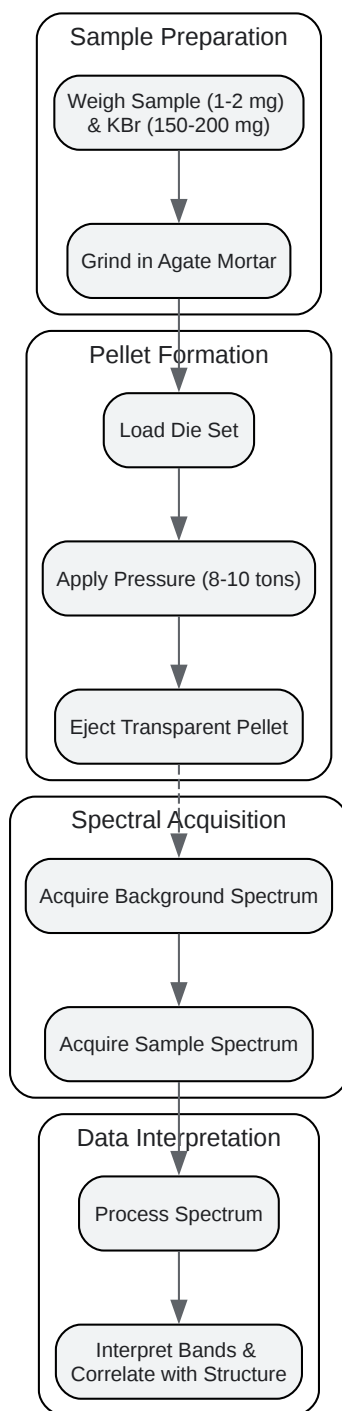 Sample Preparation
Weigh Sample (1-2 mg)
& KBr (150-200 mg)
Grind in Agate Mortar
Pellet Formation
Load Die Set
Apply Pressure (8-10 tons)
Eject Transparent Pellet
Spectral Acquisition
Acquire Background Spectrum
Acquire Sample Spectrum
Data Interpretation
Process Spectrum
Interpret Bands &
Correlate with Structure